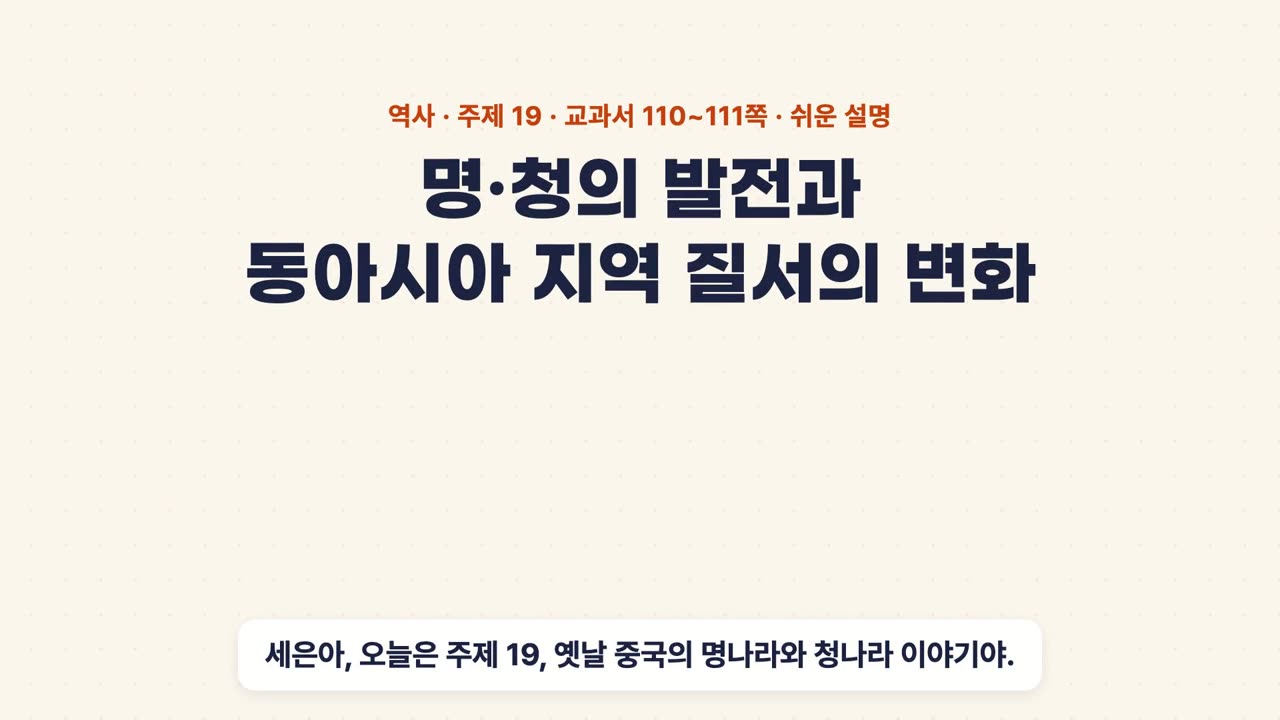 역사 · 주제 19 · 교과서 110~111쪽 · 쉬운 설명
명·청의 발전과
동아시아 지역 질서의 변화
세은아, 오늘은 주제 19, 옛날 중국의 명나라와 청나라 이야기야.